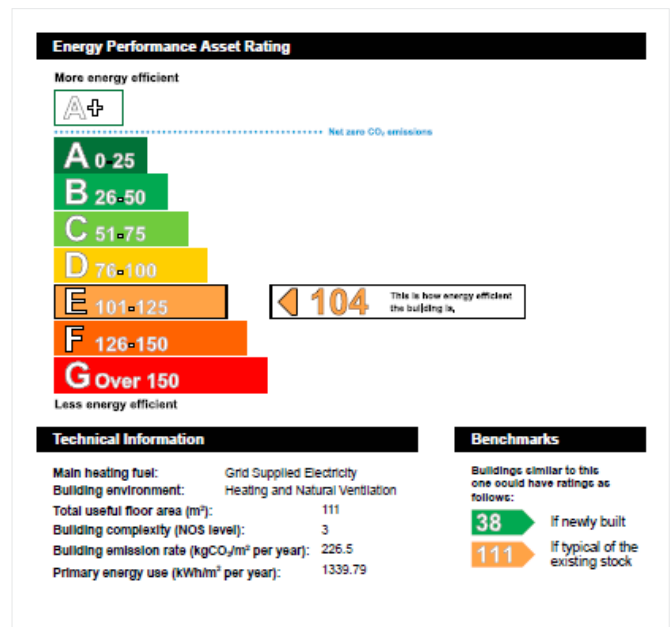 Energy Performance Asset Rating
More energy efficient
A+
Net zero CO₂ emissions
A 0-25
B 26-50
C 51-75
D 76-100
E 101-125
104
This is how energy efficient
the building is.
F 126-150
G Over 150
Less energy efficient
Technical Information
Main heating fuel: Grid Supplied Electricity
Building environment: Heating and Natural Ventilation
Total useful floor area (m²): 111
Building complexity (NOS level): 3
Building emission rate (kgCO₂/m² per year): 226.5
Primary energy use (kWh/m² per year): 1339.79
Benchmarks
Buildings similar to this
one could have ratings as
follows:
38 If newly built
111 If typical of the
existing stock